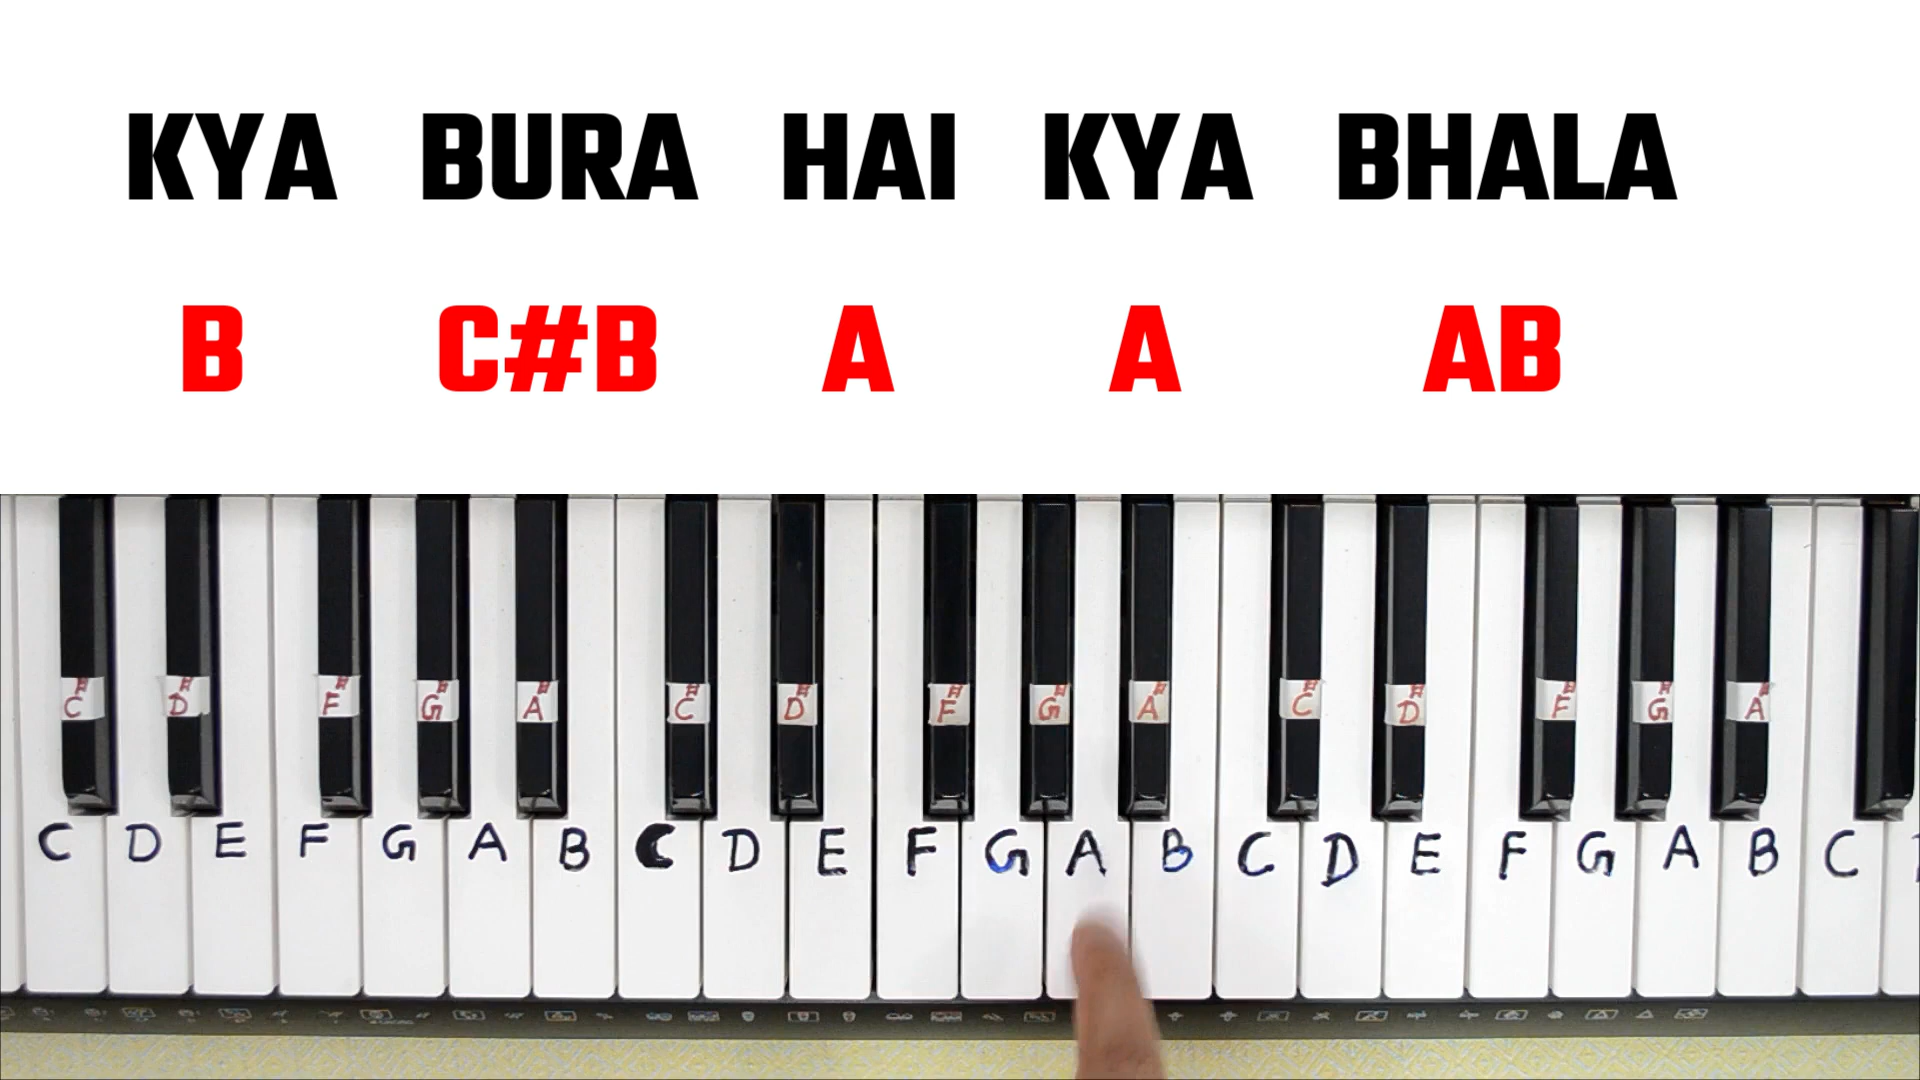 KYA BURA HAI KYA BHALA
B C#B A A AB
C# D# F# G# A# C# D# F# G# A# C# D# F# G# A#
C D E F G A B C D E F G A B C D E F G A B C